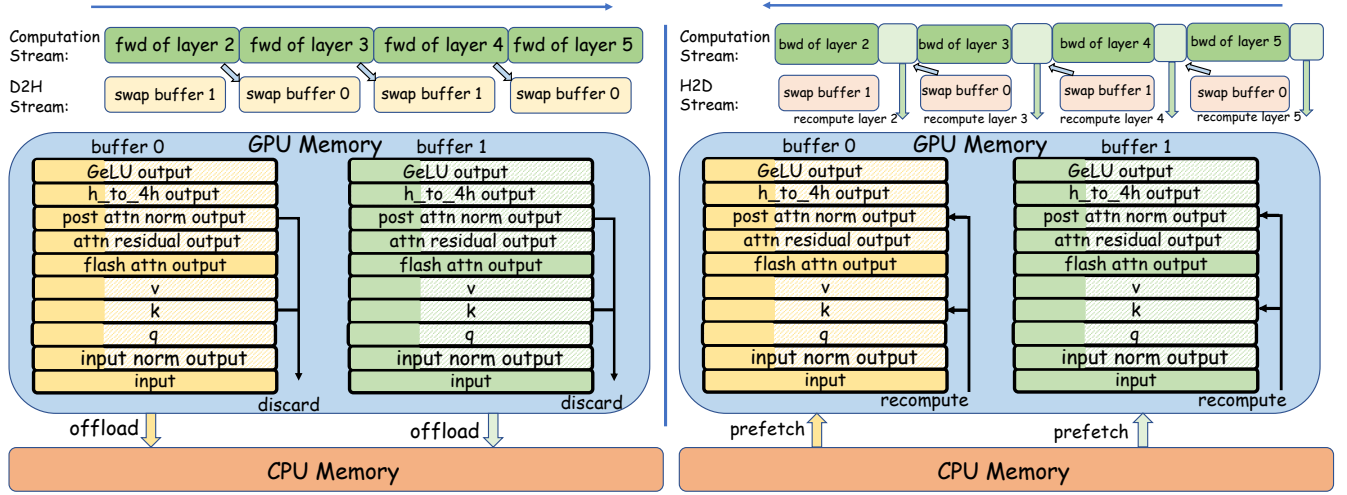 Computation
Stream:
fwd of layer 2
fwd of layer 3
fwd of layer 4
fwd of layer 5
D2H
Stream:
swap buffer 1
swap buffer 0
swap buffer 1
swap buffer 0
GPU Memory
buffer 0
buffer 1
GeLU output
h_to_4h output
post attn norm output
attn residual output
flash attn output
v
k
q
input norm output
input
discard
GeLU output
h_to_4h output
post attn norm output
attn residual output
flash attn output
v
k
q
input norm output
input
discard
offload
offload
CPU Memory
Computation
Stream:
bwd of layer 2
bwd of layer 3
bwd of layer 4
bwd of layer 5
H2D
Stream:
swap buffer 1
swap buffer 0
swap buffer 1
swap buffer 0
recompute layer 2
recompute layer 3
recompute layer 4
recompute layer 5
GPU Memory
buffer 0
buffer 1
GeLU output
h_to_4h output
post attn norm output
attn residual output
flash attn output
v
k
q
input norm output
input
recompute
GeLU output
h_to_4h output
post attn norm output
attn residual output
flash attn output
v
k
q
input norm output
input
recompute
prefetch
prefetch
CPU Memory